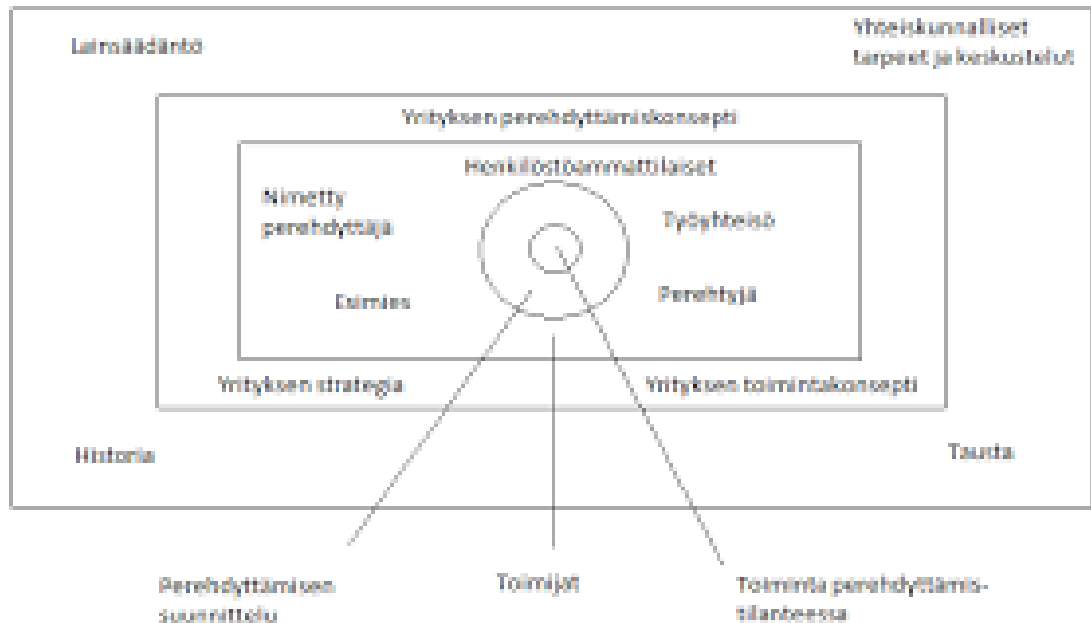 Lainsäädäntö
Yhteiskunnalliset
tarpeet ja keskustelut
Yrityksen perehdyttämiskonsepti
Henkilöstöammattilaiset
Nimetty
perehdyttäjä
Työyhteisö
Esimies
Perehtyjä
Yrityksen strategia
Yrityksen toimintakonsepti
Historia
Tausta
Perehdyttämisen
suunnittelu
Toimijat
Toiminta perehdyttämis-
tilanteessa